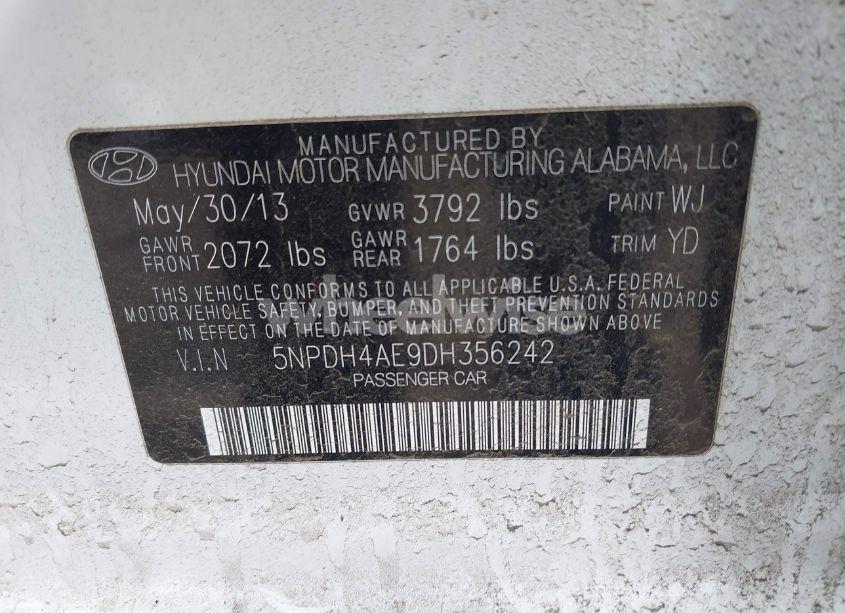 MANUFACTURED BY
HYUNDAI MOTOR MANUFACTURING ALABAMA, LLC
May/30/13 GVWR 3792 lbs PAINT WJ
GAWR FRONT 2072 lbs GAWR REAR 1764 lbs TRIM YD
THIS VEHICLE CONFORMS TO ALL APPLICABLE U.S.A. FEDERAL
MOTOR VEHICLE SAFETY, BUMPER, AND THEFT PREVENTION STANDARDS
IN EFFECT ON THE DATE OF MANUFACTURE SHOWN ABOVE
V.I.N 5NPDH4AE9DH356242
PASSENGER CAR